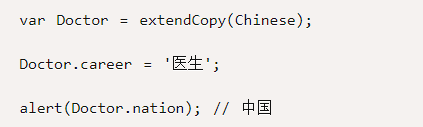 var Doctor = extendCopy(Chinese);
Doctor.career = '医生';
alert(Doctor.nation); // 中国